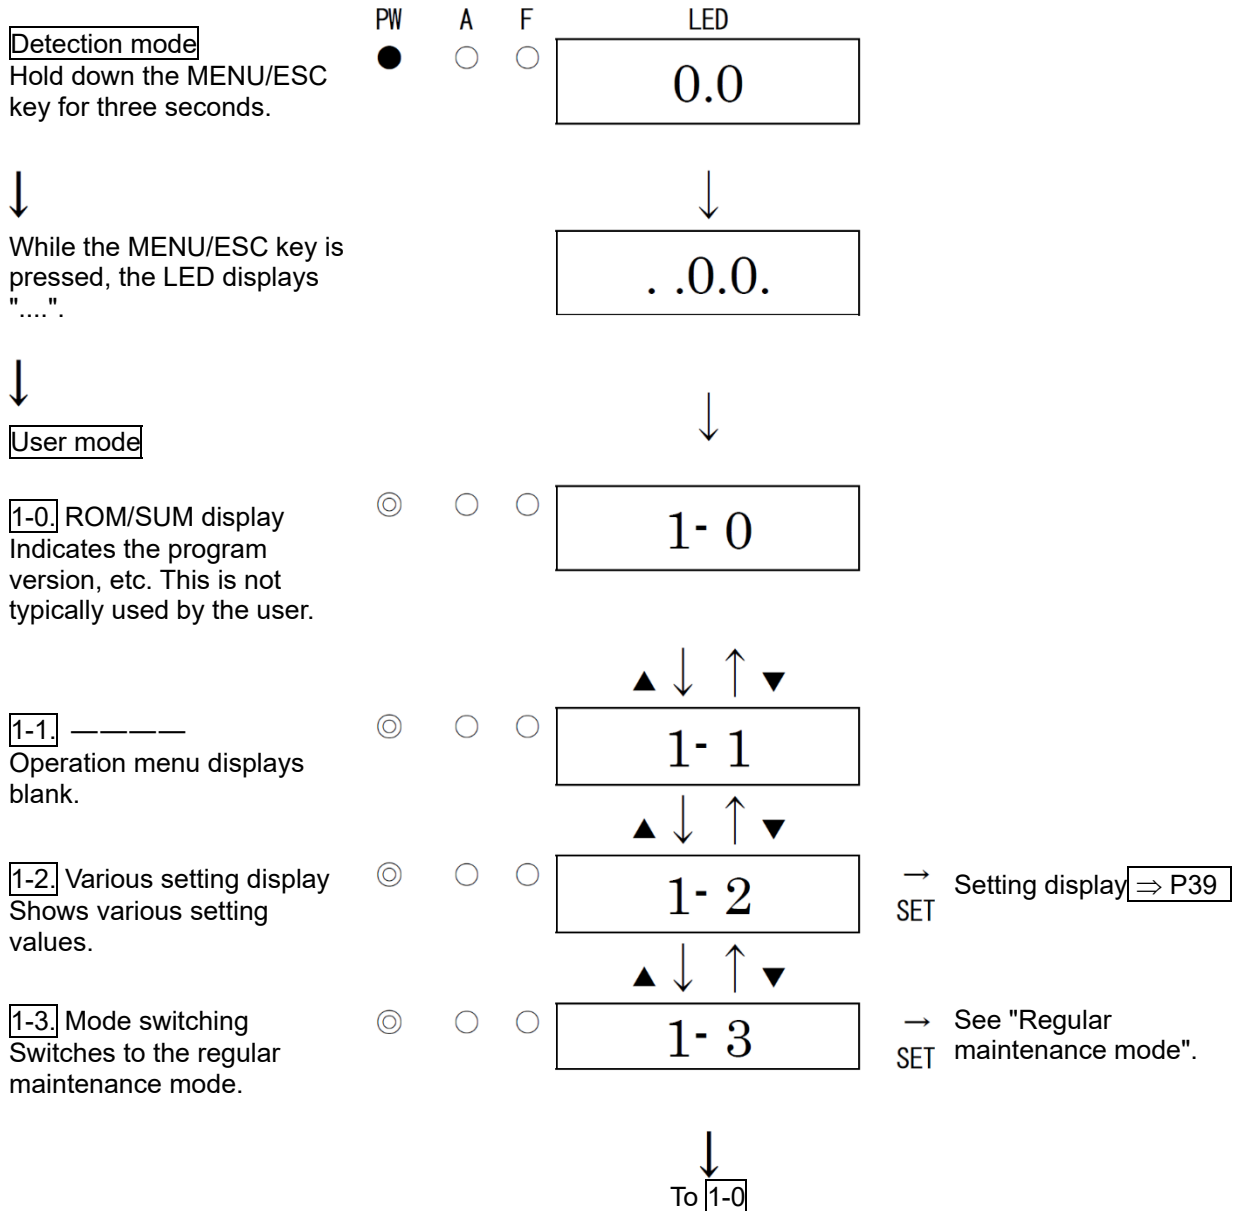 PW A F LED
Detection mode
Hold down the MENU/ESC
key for three seconds.
● ○ ○ 0.0
↓ ↓
While the MENU/ESC key is
pressed, the LED displays
"....".
. .0.0.
↓ ↓
User mode
1-0. ROM/SUM display
Indicates the program
version, etc. This is not
typically used by the user.
◎ ○ ○ 1- 0
▲ ↓ ↑ ▼
1-1. ————
Operation menu displays
blank.
◎ ○ ○ 1- 1
▲ ↓ ↑ ▼
1-2. Various setting display
Shows various setting
values.
◎ ○ ○ 1- 2
→ SET
Setting display ⇒ P39
▲ ↓ ↑ ▼
1-3. Mode switching
Switches to the regular
maintenance mode.
◎ ○ ○ 1- 3
→ SET
See "Regular
maintenance mode".
↓
To 1-0